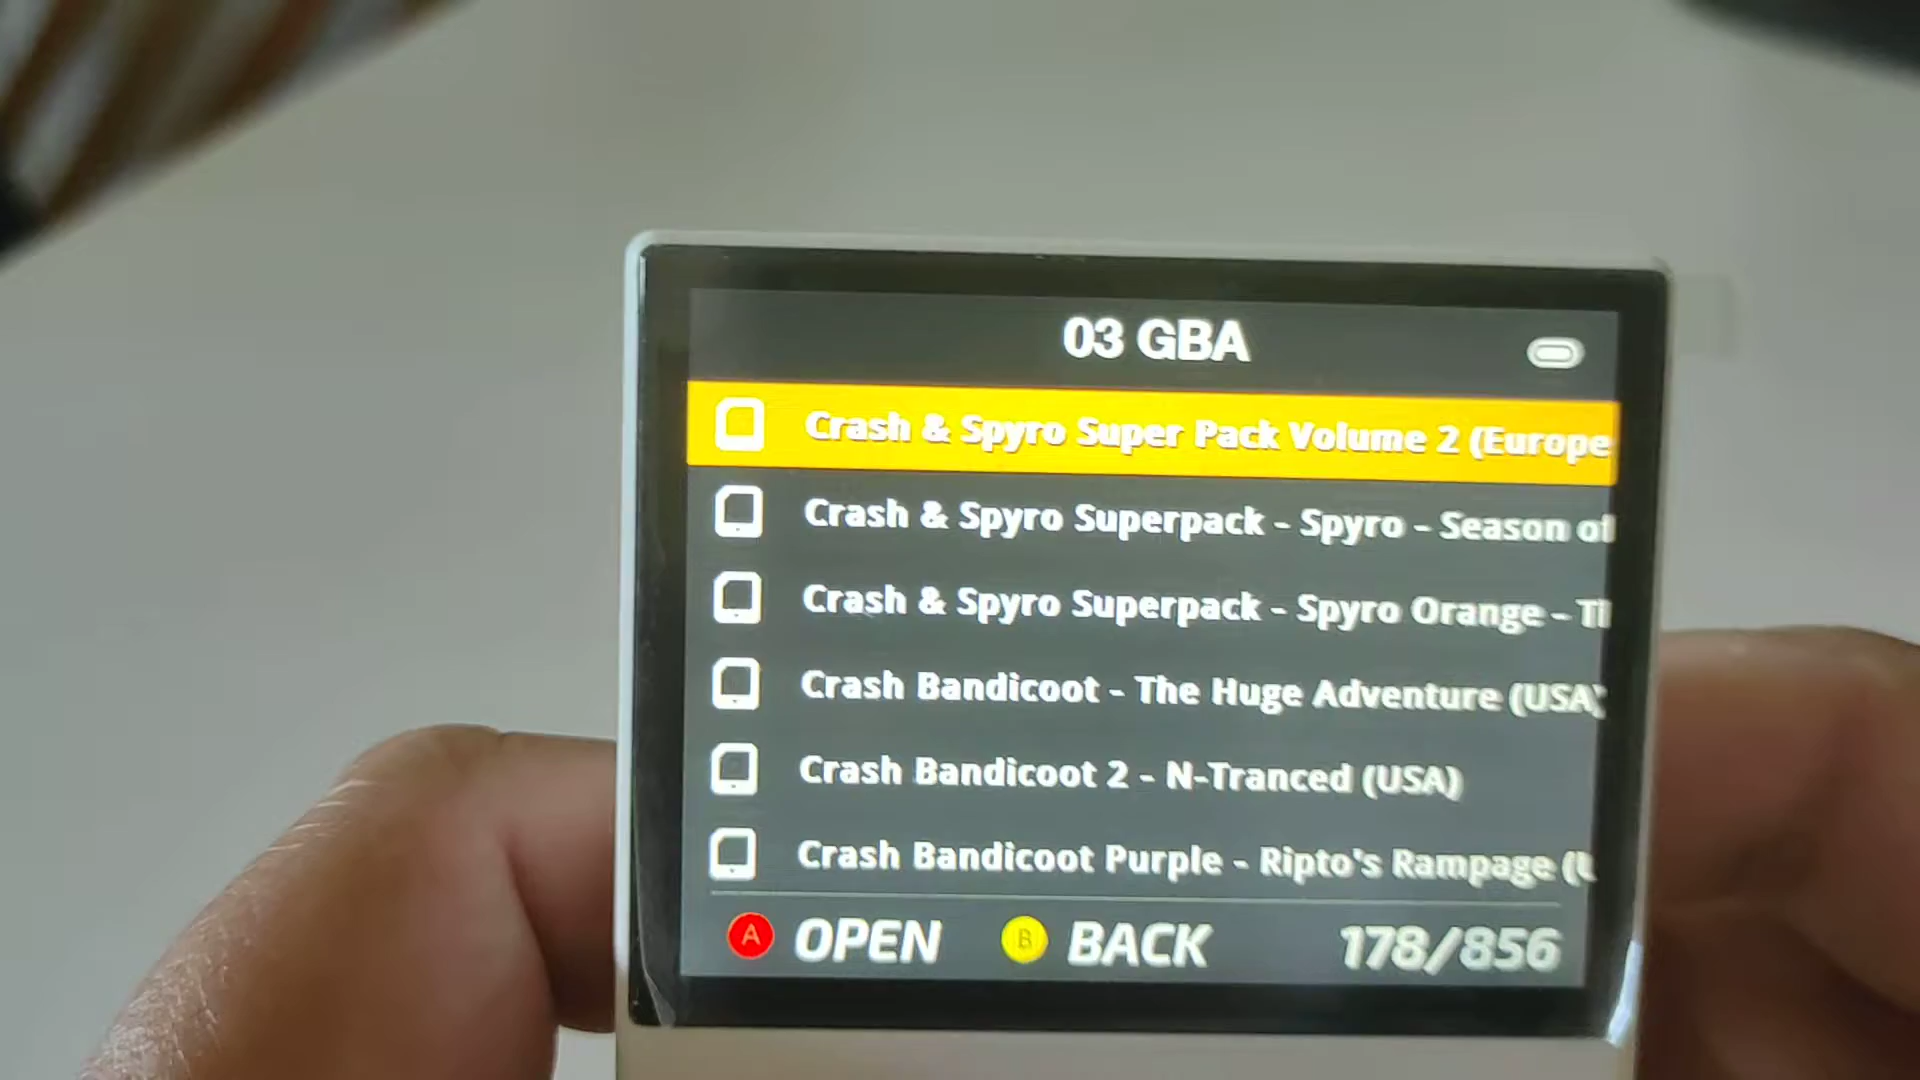 03 GBA
Crash & Spyro Super Pack Volume 2 (Europe
Crash & Spyro Superpack - Spyro - Season of
Crash & Spyro Superpack - Spyro Orange - T
Crash Bandicoot - The Huge Adventure (USA)
Crash Bandicoot 2 - N-Tranced (USA)
Crash Bandicoot Purple - Ripto's Rampage (U
A OPEN B BACK 178/856